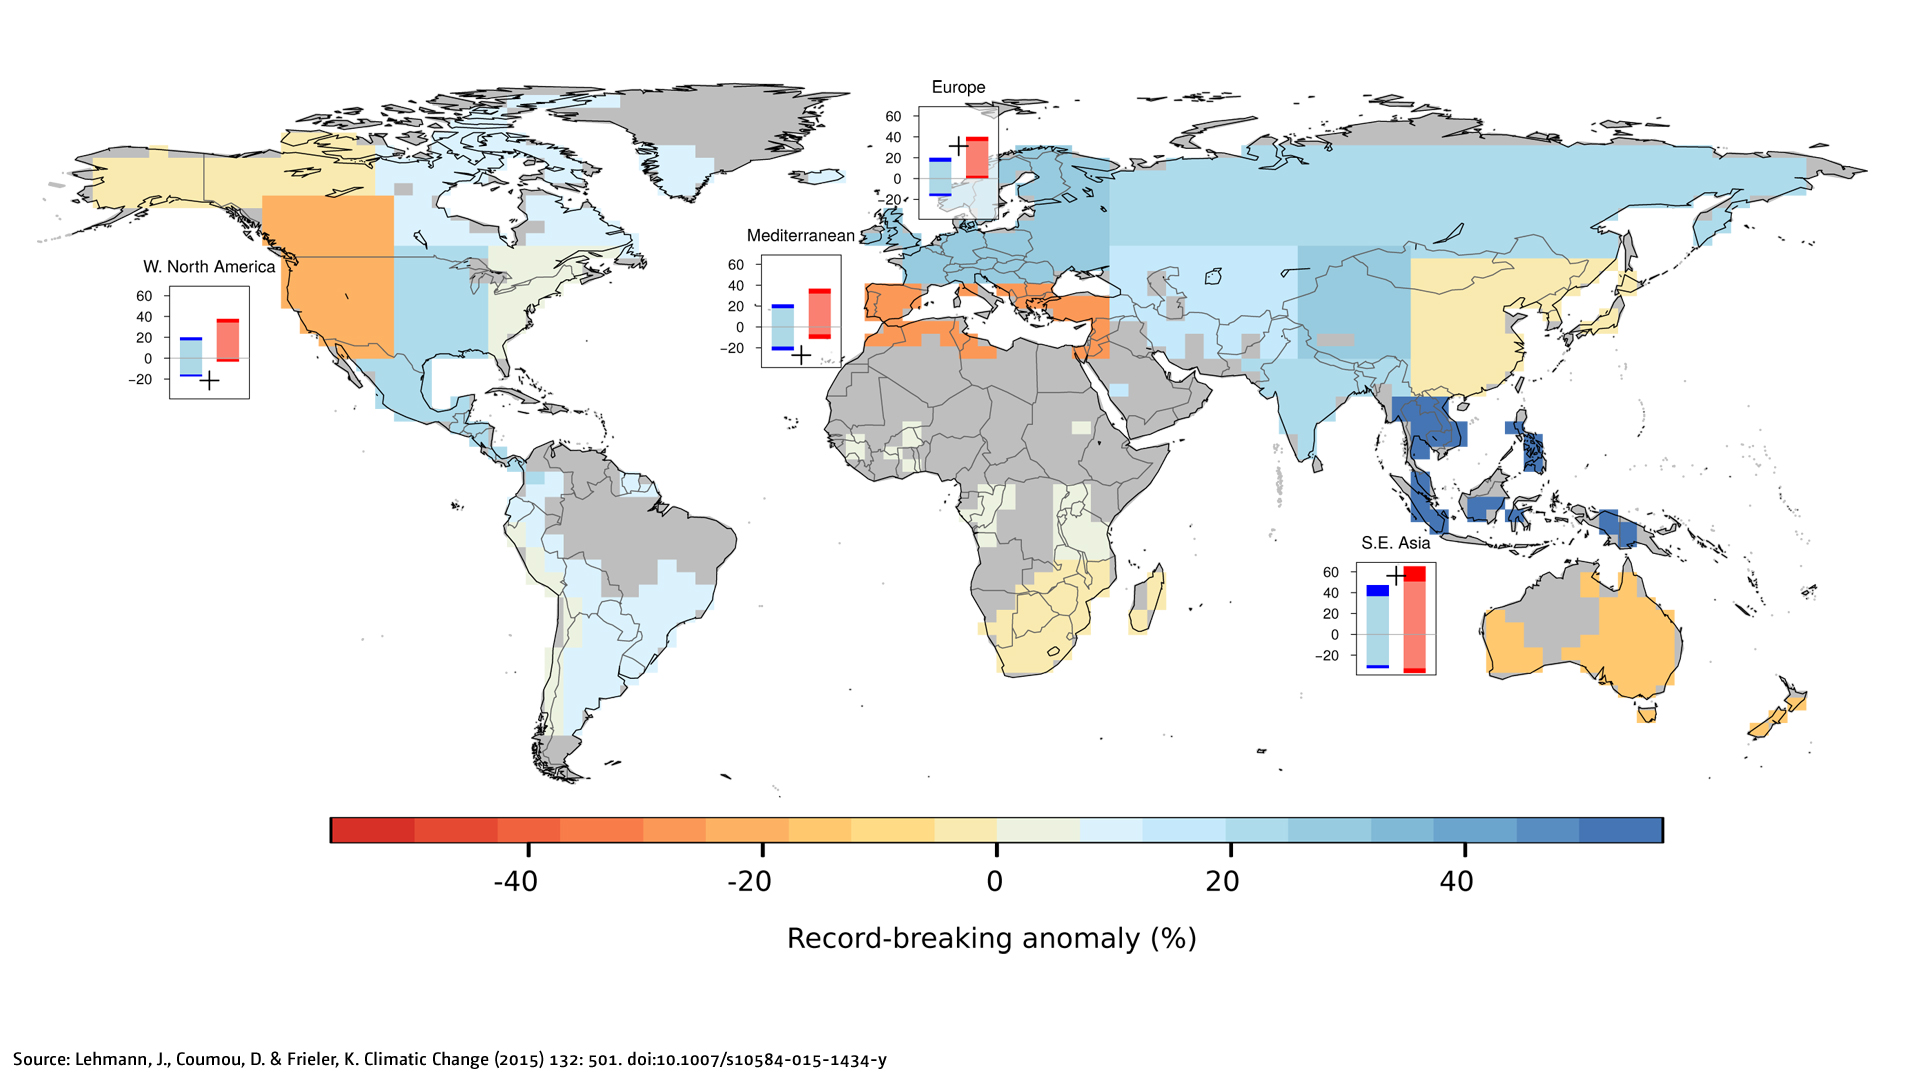 Europe
60
40
20
0
−20
Mediterranean
60
40
20
0
−20
W. North America
60
40
20
0
−20
S.E. Asia
60
40
20
0
−20
-40 -20 0 20 40
Record-breaking anomaly (%)
Source: Lehmann, J., Coumou, D. & Frieler, K. Climatic Change (2015) 132: 501. doi:10.1007/s10584-015-1434-y